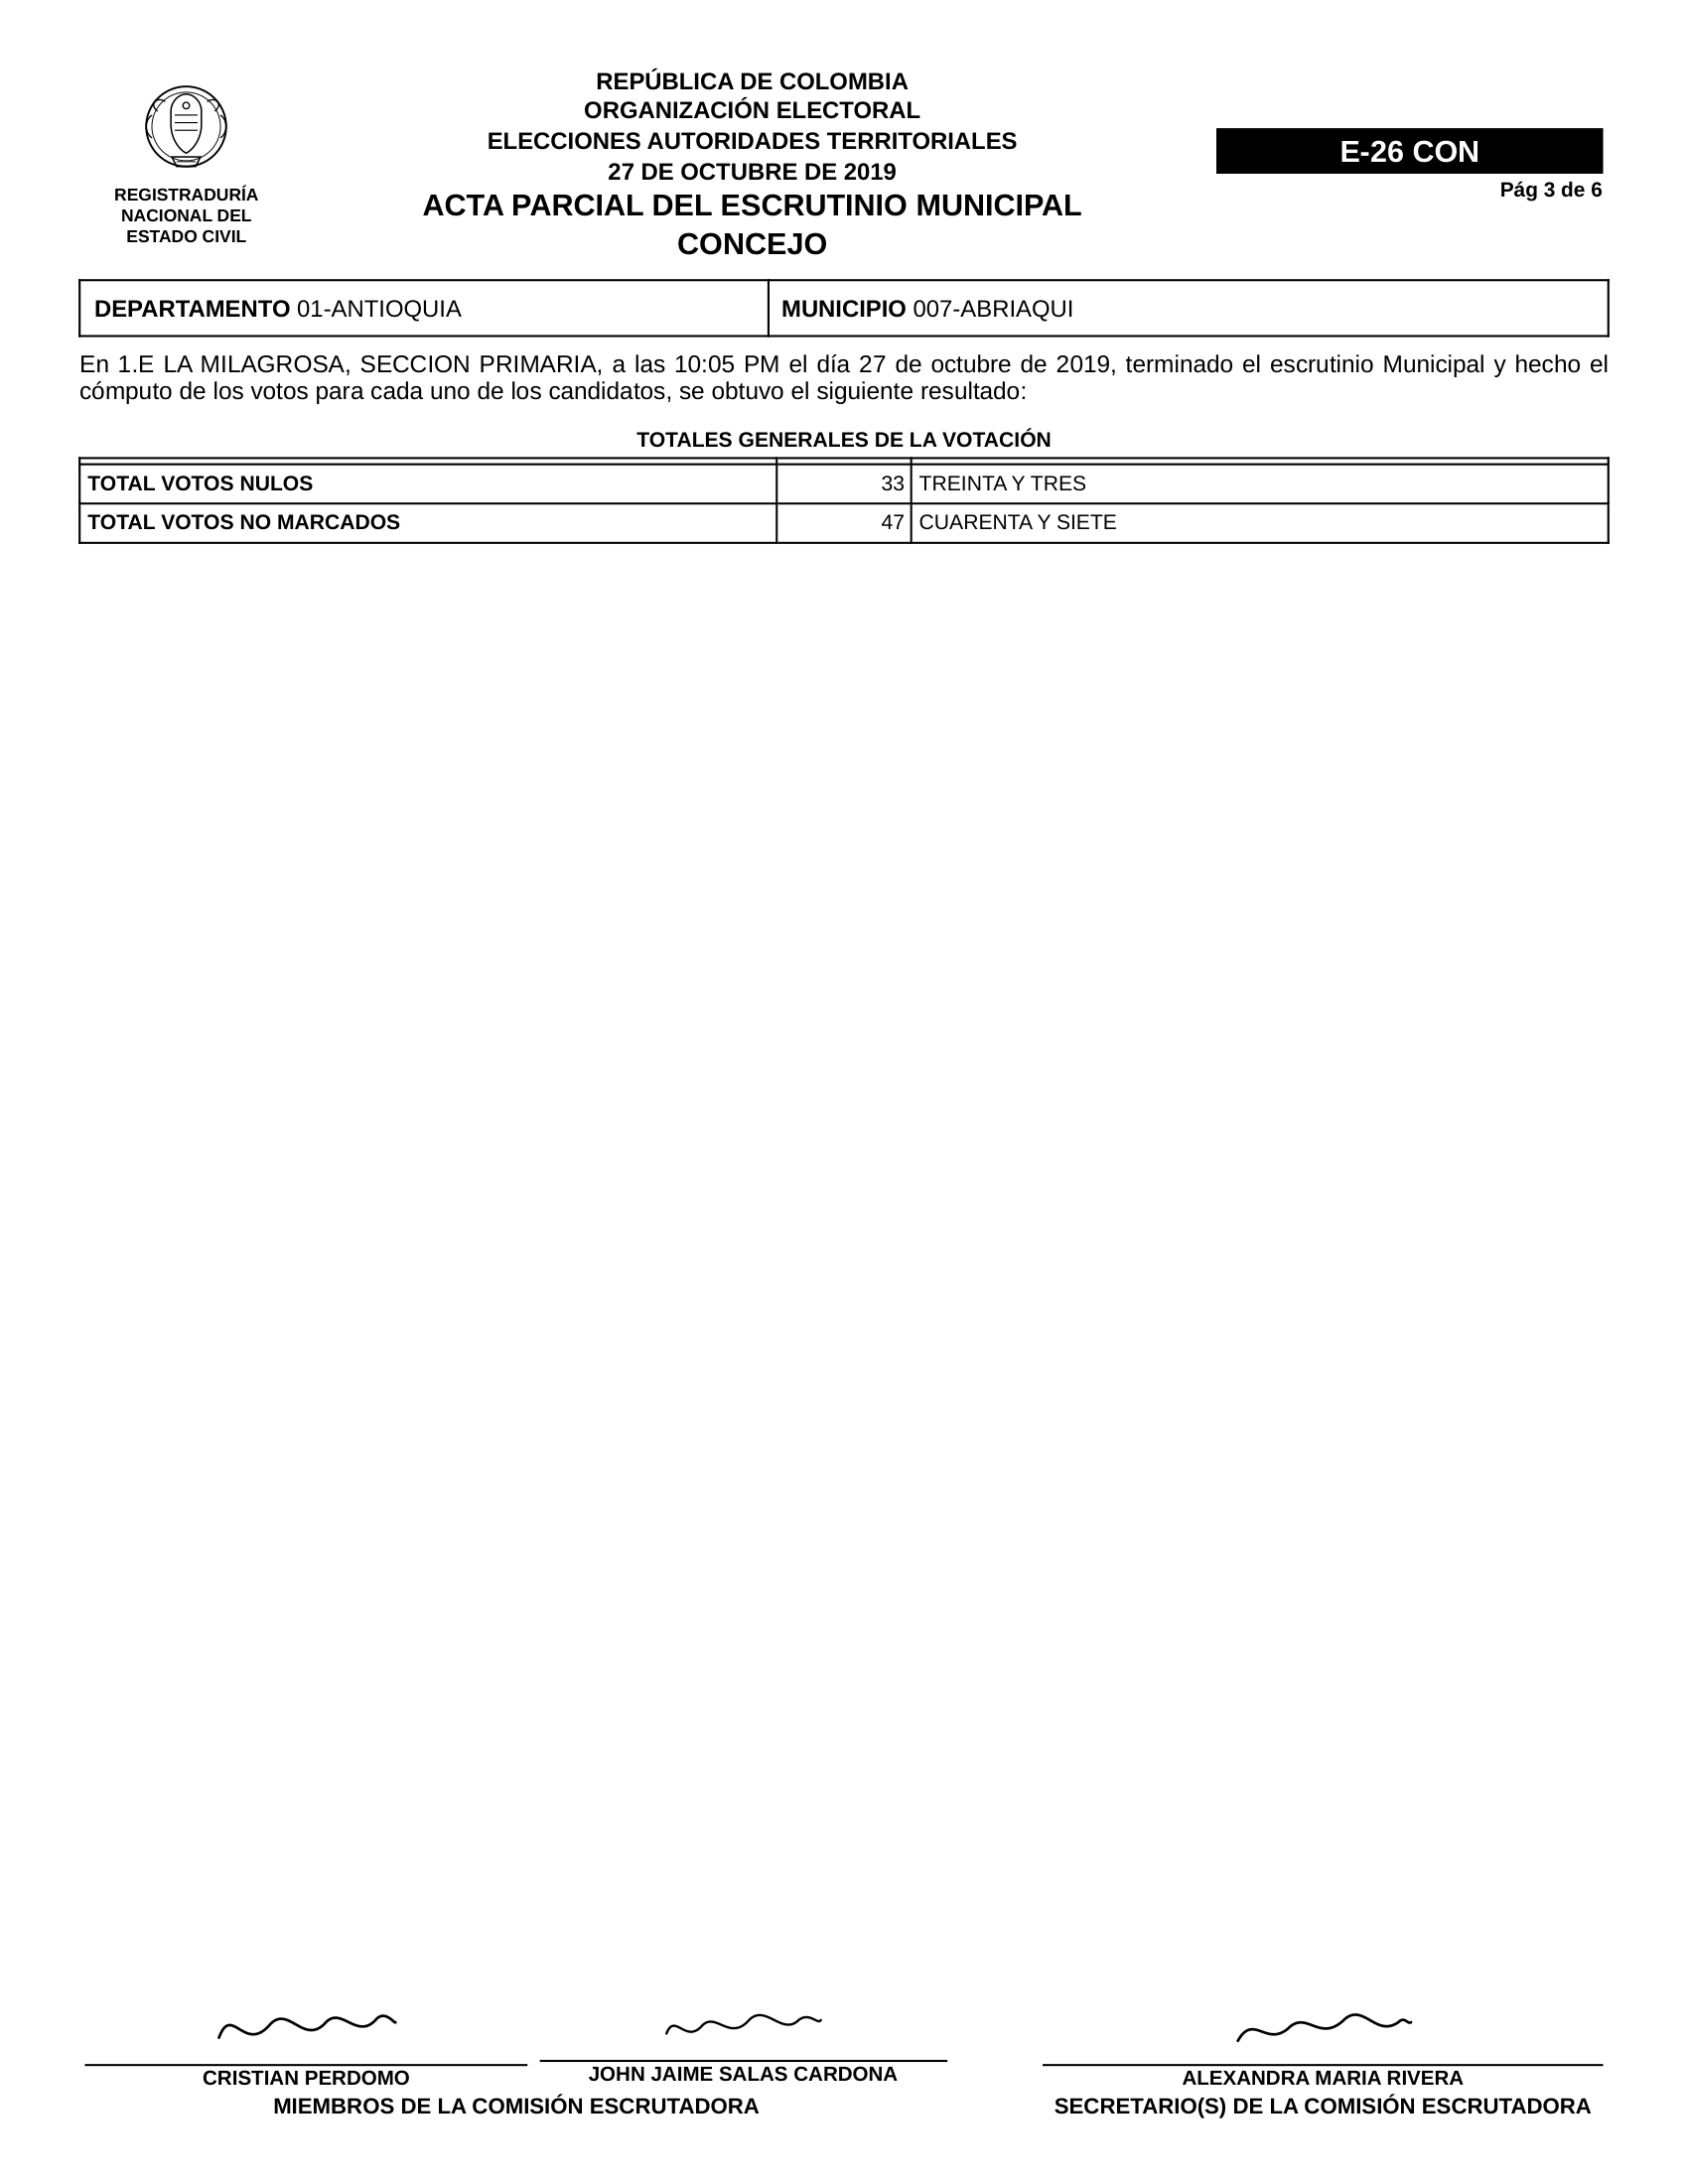 REPÚBLICA DE COLOMBIA
ORGANIZACIÓN ELECTORAL
ELECCIONES AUTORIDADES TERRITORIALES
27 DE OCTUBRE DE 2019
ACTA PARCIAL DEL ESCRUTINIO MUNICIPAL
CONCEJO
REGISTRADURÍA
NACIONAL DEL
ESTADO CIVIL
E-26 CON
Pág 3 de 6
DEPARTAMENTO 01-ANTIOQUIA MUNICIPIO 007-ABRIAQUI
En 1.E LA MILAGROSA, SECCION PRIMARIA, a las 10:05 PM el día 27 de octubre de 2019, terminado el escrutinio Municipal y hecho el
cómputo de los votos para cada uno de los candidatos, se obtuvo el siguiente resultado:
TOTALES GENERALES DE LA VOTACIÓN
TOTAL VOTOS NULOS 33 TREINTA Y TRES
TOTAL VOTOS NO MARCADOS 47 CUARENTA Y SIETE
CRISTIAN PERDOMO JOHN JAIME SALAS CARDONA ALEXANDRA MARIA RIVERA
MIEMBROS DE LA COMISIÓN ESCRUTADORA SECRETARIO(S) DE LA COMISIÓN ESCRUTADORA